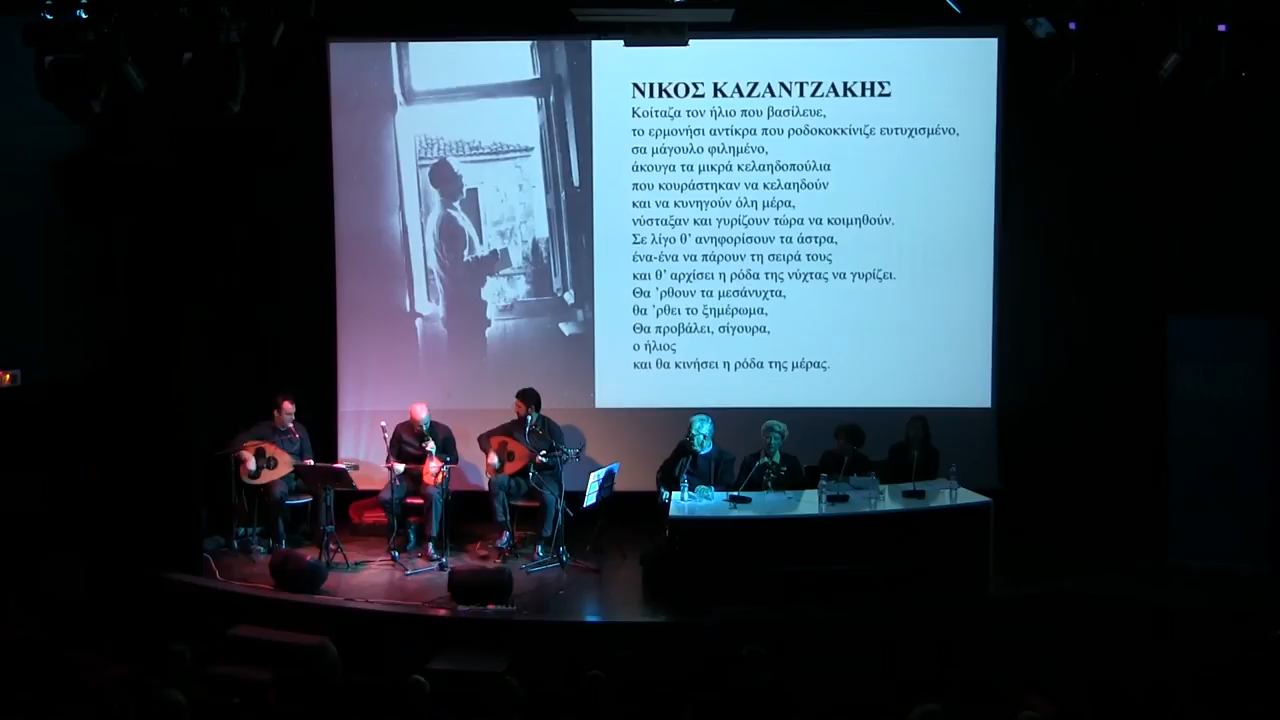 ΝΙΚΟΣ ΚΑΖΑΝΤΖΑΚΗΣ
Κοίταζα τον ήλιο που βασίλευε,
το ερμονήσι αντίκρα που ροδοκοκκίνιζε ευτυχισμένο,
σα μάγουλο φιλημένο,
άκουγα τα μικρά κελαηδοπούλια
που κουράστηκαν να κελαηδούν
και να κυνηγούν όλη μέρα,
νύσταξαν και γυρίζουν τώρα να κοιμηθούν.
Σε λίγο θ’ ανηφορίσουν τα άστρα,
ένα-ένα να πάρουν τη σειρά τους
και θ’ αρχίσει η ρόδα της νύχτας να γυρίζει.
Θα ’ρθουν τα μεσάνυχτα,
θα ’ρθει το ξημέρωμα,
Θα προβάλει, σίγουρα,
ο ήλιος
και θα κινήσει η ρόδα της μέρας.